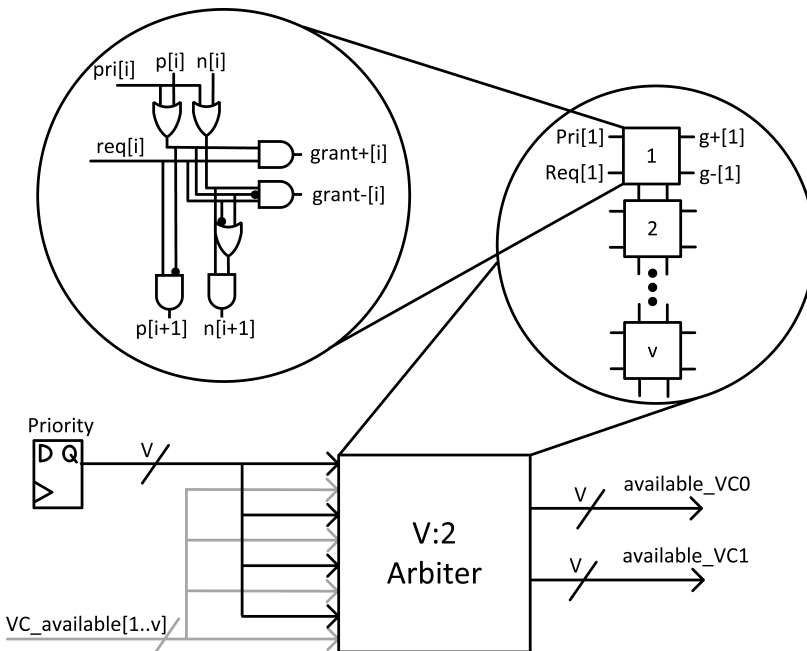 p[i] n[i]
pri[i]
req[i]
grant+[i]
grant-[i]
p[i+1] n[i+1]
Pri[1] 1 g+[1]
Req[1] g-[1]
2
v
Priority
D Q
V
V:2
Arbiter
V
available_VC0
V
available_VC1
VC_available[1..v]